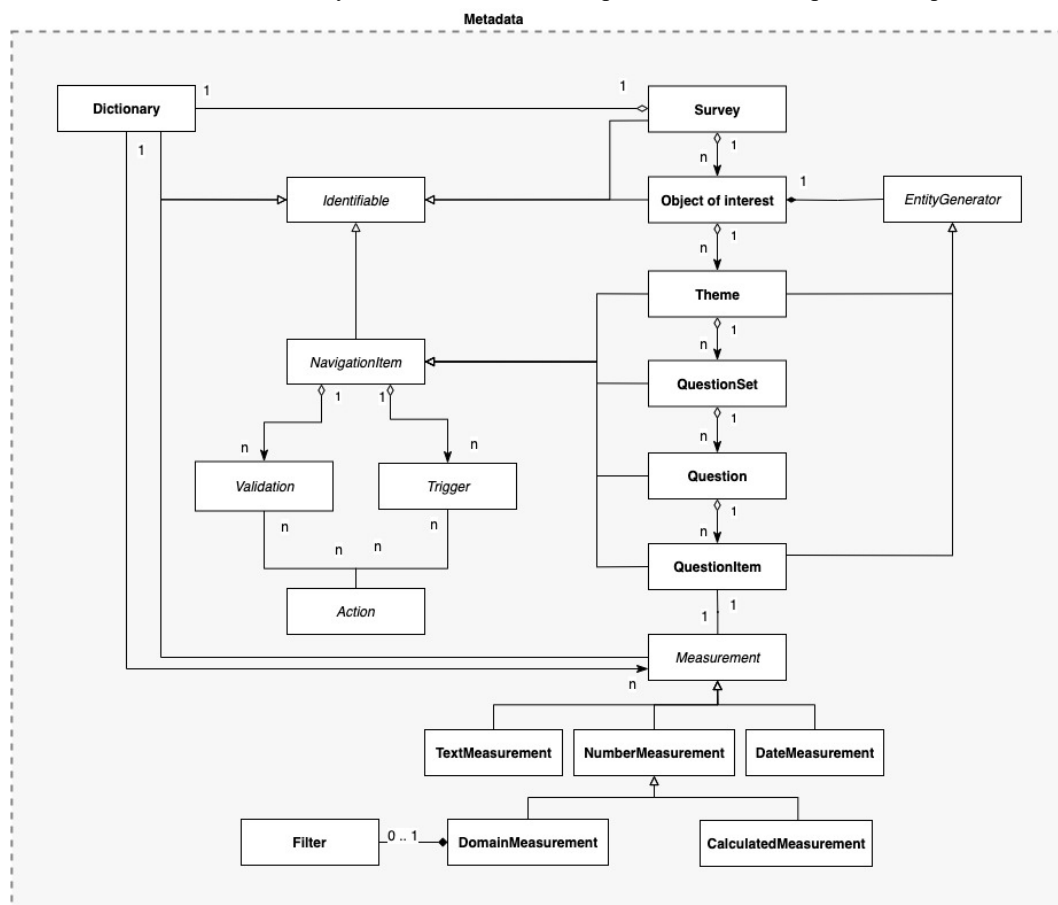 Metadata
Dictionary
1
1
Survey
1
1
n
Identifiable
Object of interest
1
EntityGenerator
1
n
Theme
1
n
NavigationItem
QuestionSet
1
1
1
n
n
n
Validation
Trigger
Question
1
n
n
n
n
n
QuestionItem
Action
1
1
Measurement
n
TextMeasurement
NumberMeasurement
DateMeasurement
Filter
0 .. 1
DomainMeasurement
CalculatedMeasurement